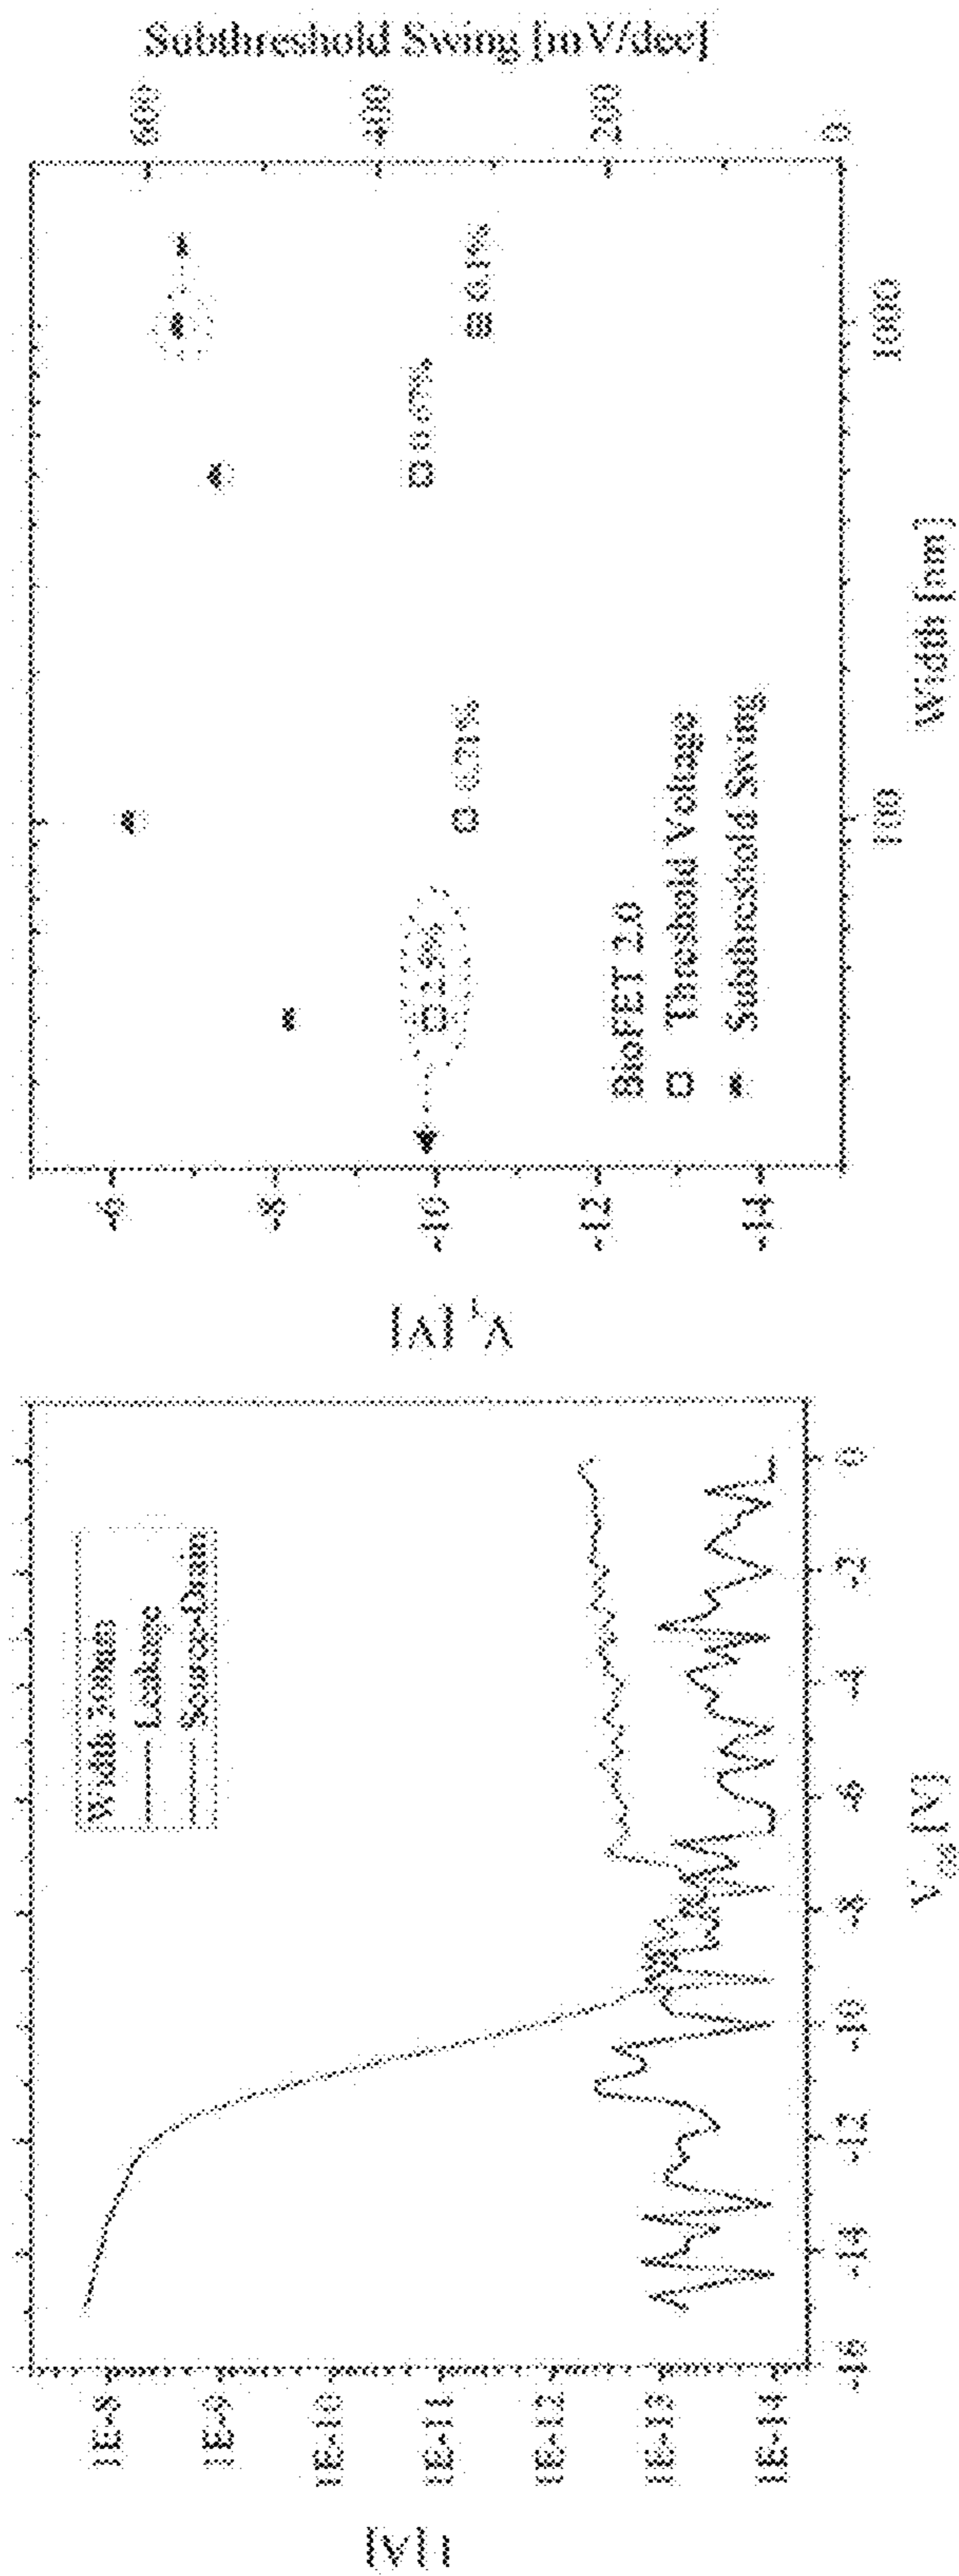 I [A]
1E-8
1E-9
1E-10
1E-11
1E-12
1E-13
1E-14
-16
-14
-12
-10
-8
-6
-4
-2
0
Leakage
Source-Drain
Width
V_T [V]
-6
-8
-10
-12
-14
BioFET 2.0
Threshold Voltage
Subthreshold Swing
100
1000
Width [nm]
Subthreshold Swing [mV/dec]
600
400
200
0